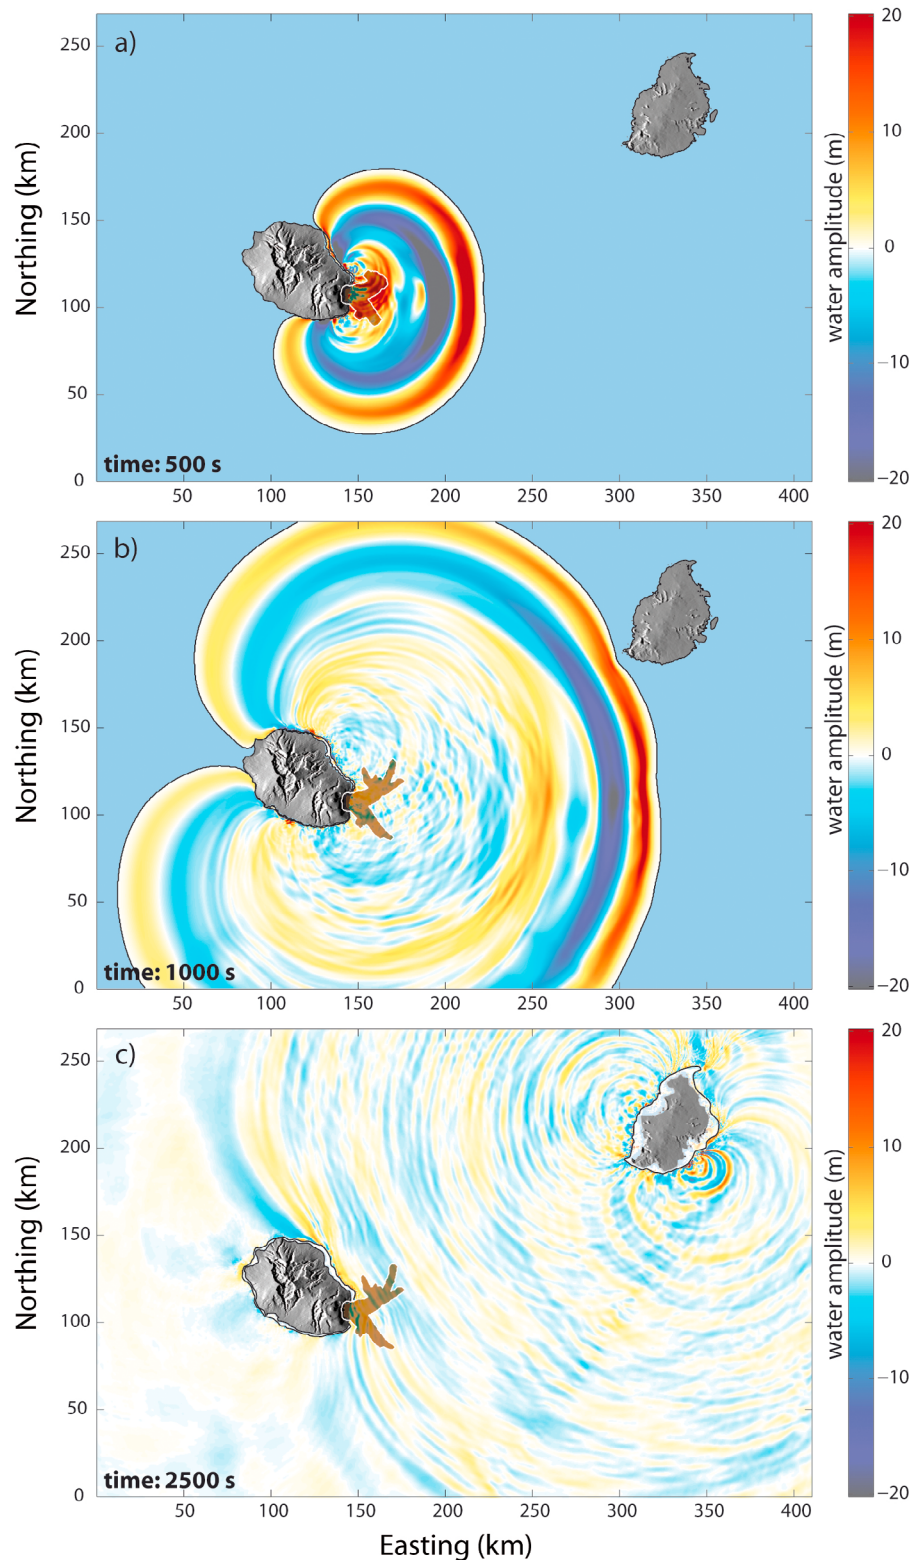 a)
250
200
150
100
50
0
Northing (km)
time: 500 s
50 100 150 200 250 300 350 400
20
10
0
−10
−20
water amplitude (m)
b)
250
200
150
100
50
0
Northing (km)
time: 1000 s
50 100 150 200 250 300 350 400
20
10
0
−10
−20
water amplitude (m)
c)
250
200
150
100
50
0
Northing (km)
time: 2500 s
50 100 150 200 250 300 350 400
20
10
0
−10
−20
water amplitude (m)
Easting (km)